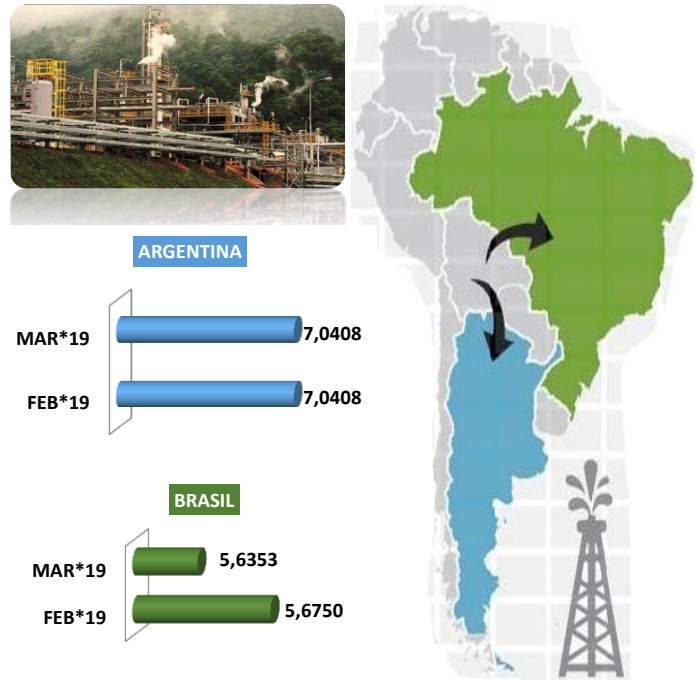 ARGENTINA
MAR*19 7,0408
FEB*19 7,0408
BRASIL
MAR*19 5,6353
FEB*19 5,6750